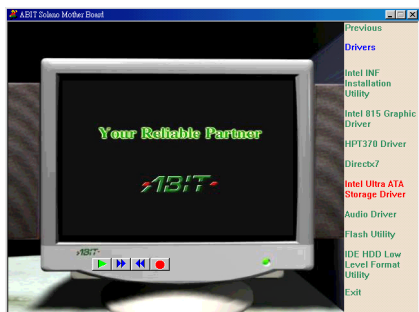 ABIT Solano Mother Board
Previous
Drivers
Intel INF
Installation
Utility
Intel 815 Graphic
Driver
HPT370 Driver
Directx7
Intel Ultra ATA
Storage Driver
Audio Driver
Flash Utility
IDE HDD Low
Level Format
Utility
Exit
Your Reliable Partner
ABIT
ABIT